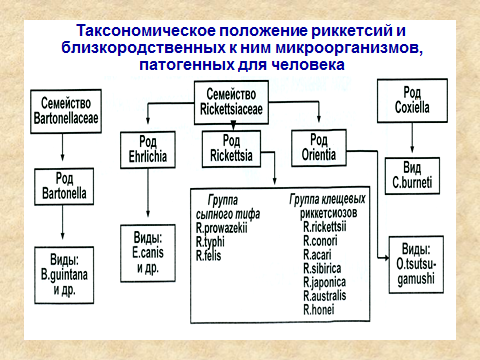 Таксономическое положение риккетсий и
близкородственных к ним микроорганизмов,
патогенных для человека
Семейство
Bartonellaceae
Род
Bartonella
Виды:
B.guintana
и др.
Семейство
Rickettsiaceae
Род
Ehrlichia
Виды:
E.canis
и др.
Род
Rickettsia
Группа
сыпного тифа
R.prowazekii
R.typhi
R.felis
Группа клещевых
риккетсиозов
R.rickettsii
R.conori
R.acari
R.sibirica
R.japonica
R.australis
R.honei
Род
Orientia
Виды:
O.tsutsu-
gamushi
Род
Coxiella
Вид
C.burneti